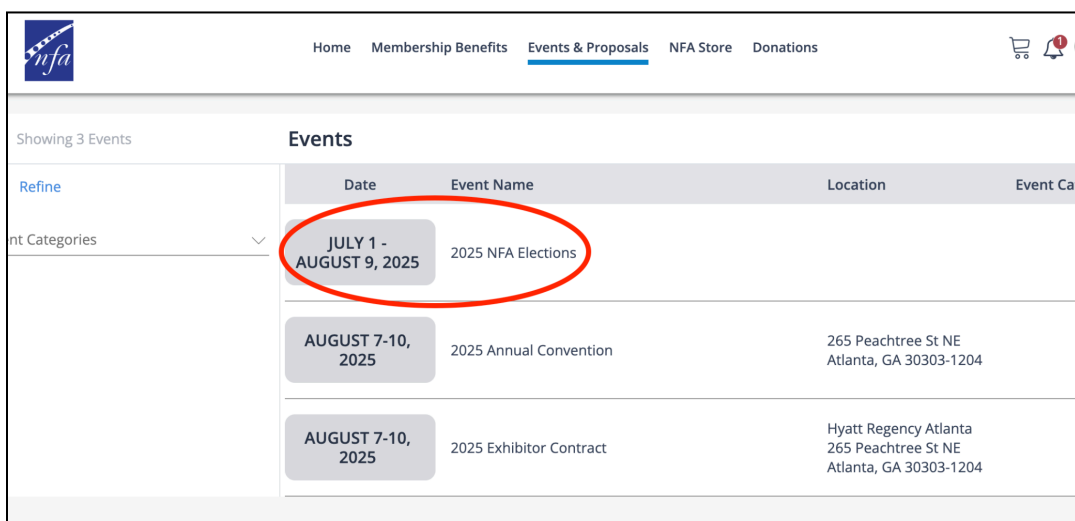 nfa
Home Membership Benefits Events & Proposals NFA Store Donations
1
Showing 3 Events
Events
Refine
Date Event Name Location Event Ca
nt Categories
JULY 1 -
AUGUST 9, 2025
2025 NFA Elections
AUGUST 7-10,
2025
2025 Annual Convention
265 Peachtree St NE
Atlanta, GA 30303-1204
AUGUST 7-10,
2025
2025 Exhibitor Contract
Hyatt Regency Atlanta
265 Peachtree St NE
Atlanta, GA 30303-1204